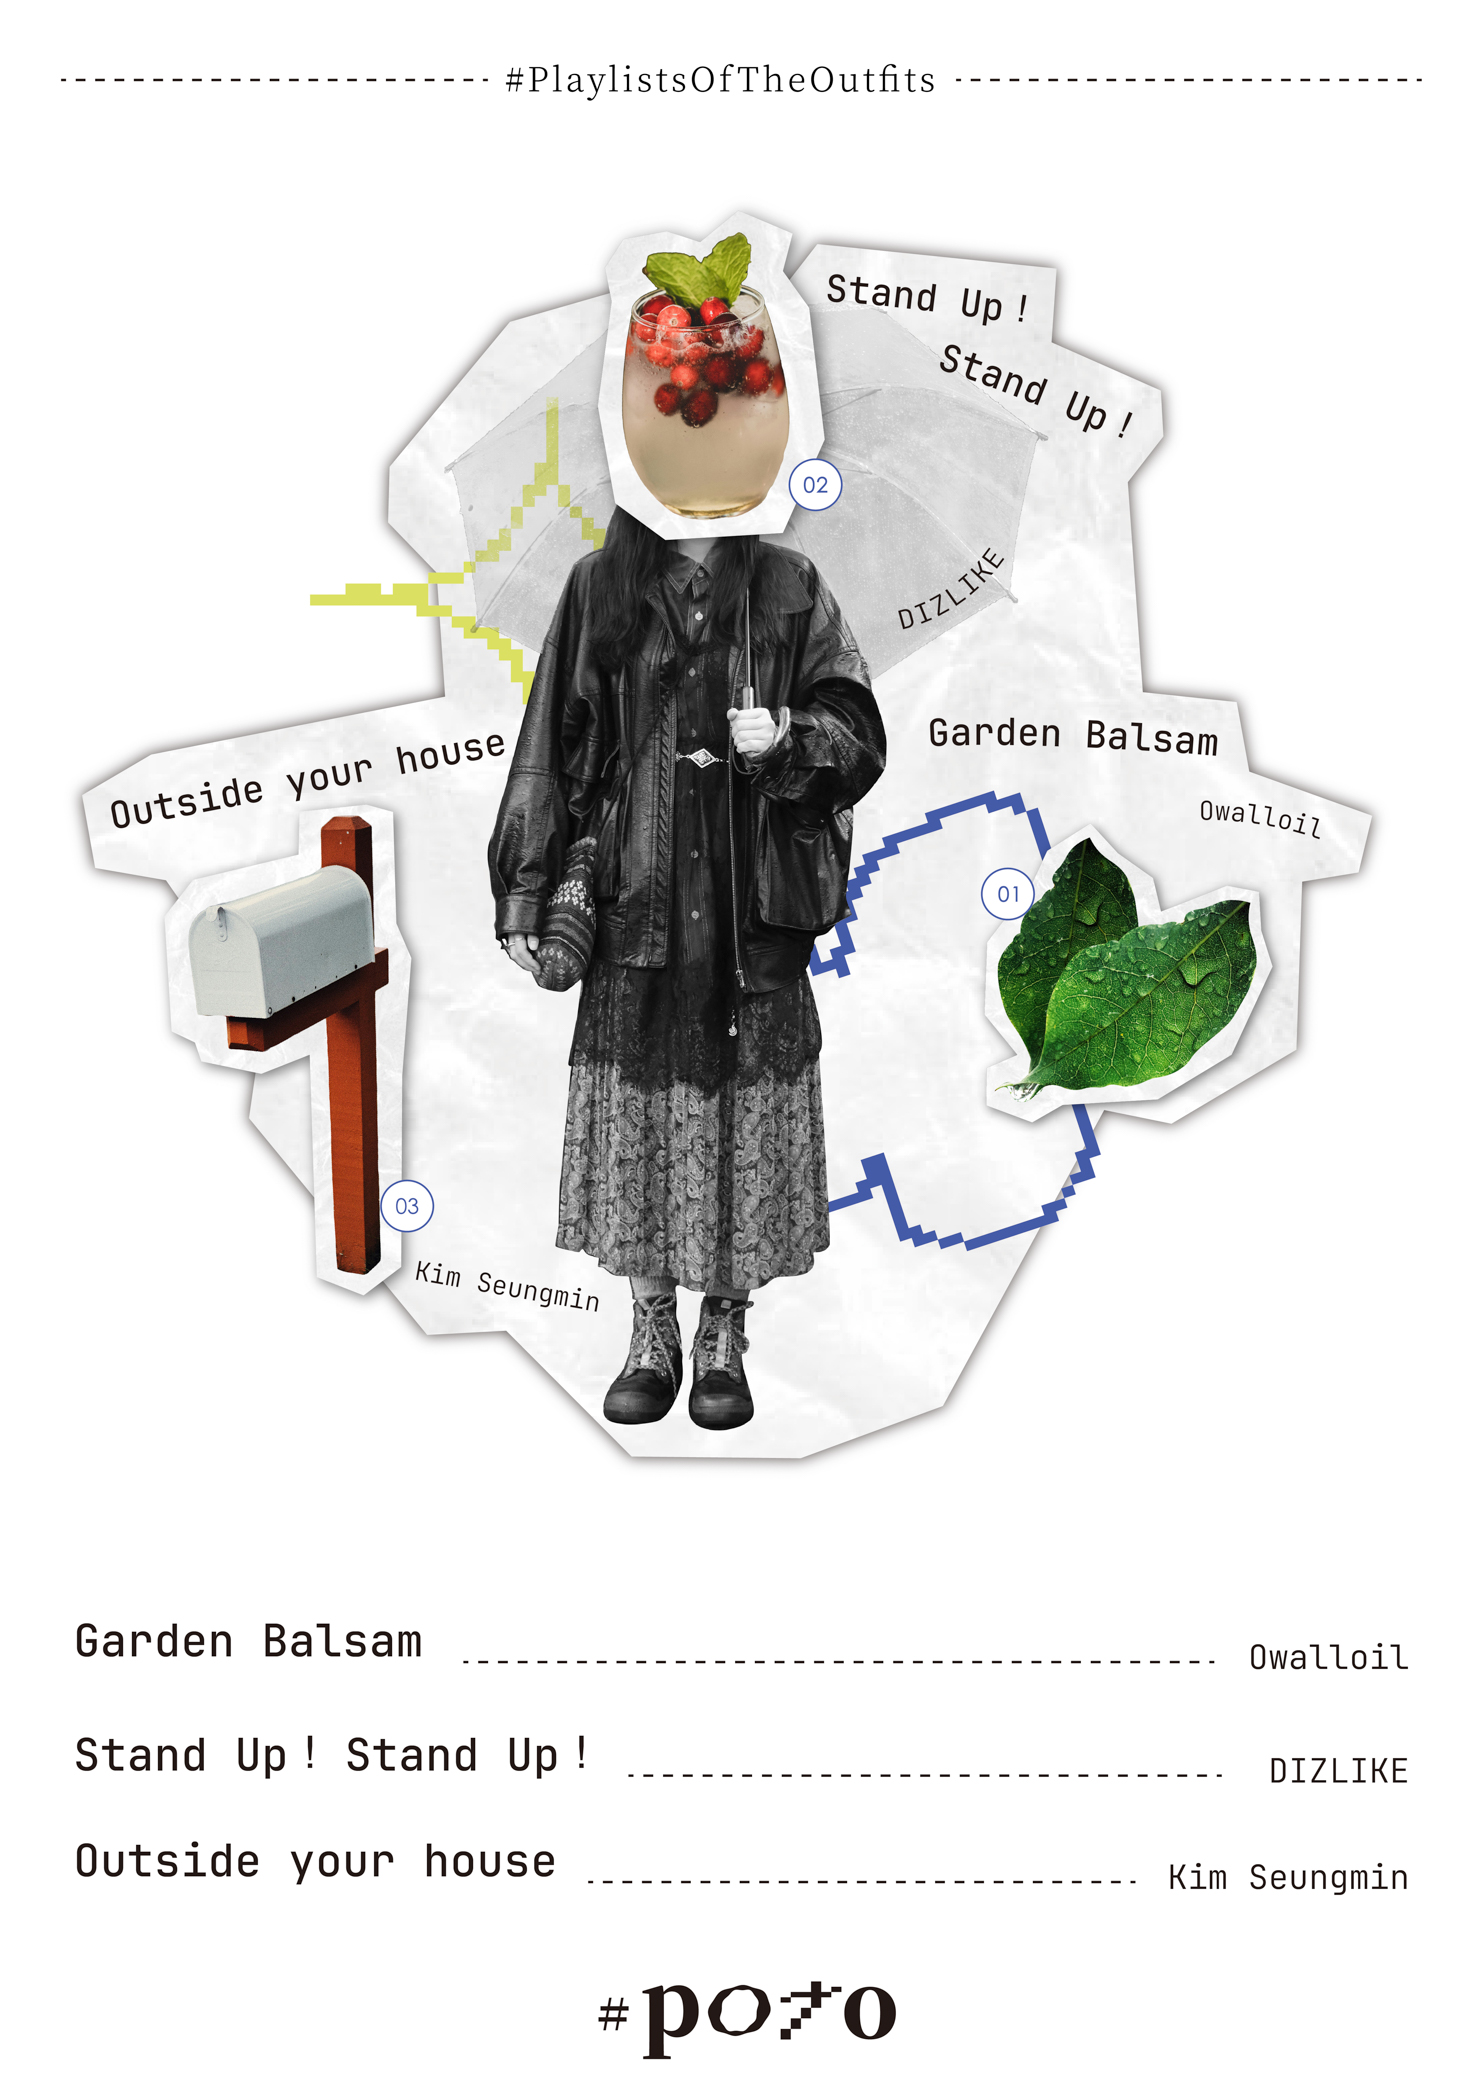 #PlaylistsOfTheOutfits
Stand Up!
Stand Up!
02
DIZLIKE
Outside your house
Garden Balsam
Owalloil
01
03
Kim Seungmin
Garden Balsam Owalloil
Stand Up! Stand Up! DIZLIKE
Outside your house Kim Seungmin
#poto